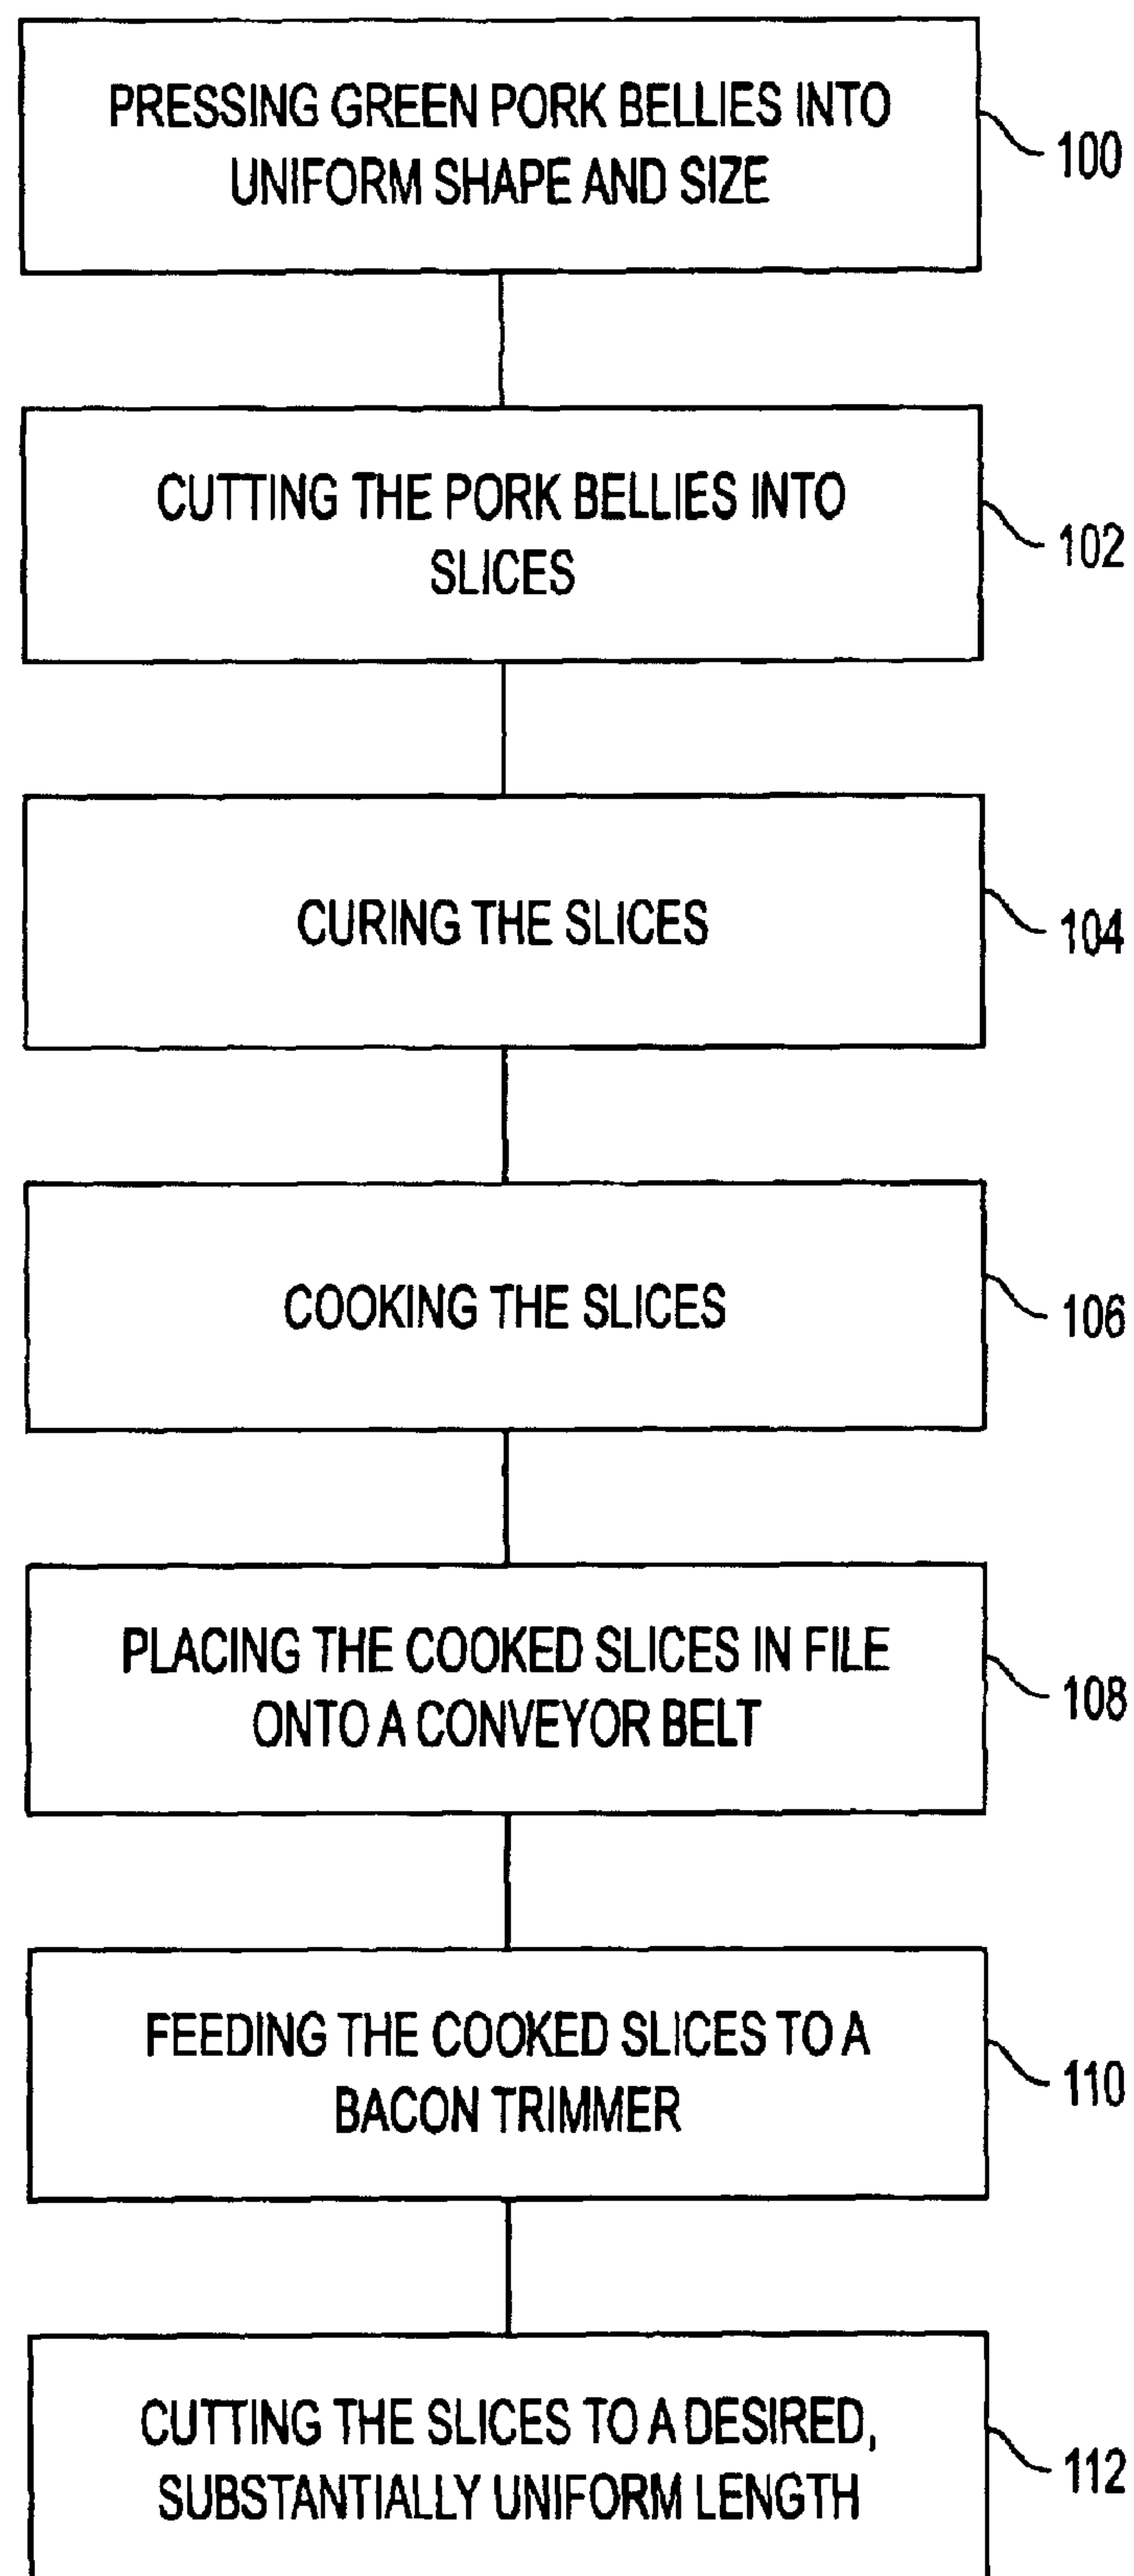 PRESSING GREEN PORK BELLIES INTO
UNIFORM SHAPE AND SIZE
100
CUTTING THE PORK BELLIES INTO
SLICES
102
CURING THE SLICES
104
COOKING THE SLICES
106
PLACING THE COOKED SLICES IN FILE
ONTO A CONVEYOR BELT
108
FEEDING THE COOKED SLICES TO A
BACON TRIMMER
110
CUTTING THE SLICES TO A DESIRED,
SUBSTANTIALLY UNIFORM LENGTH
112